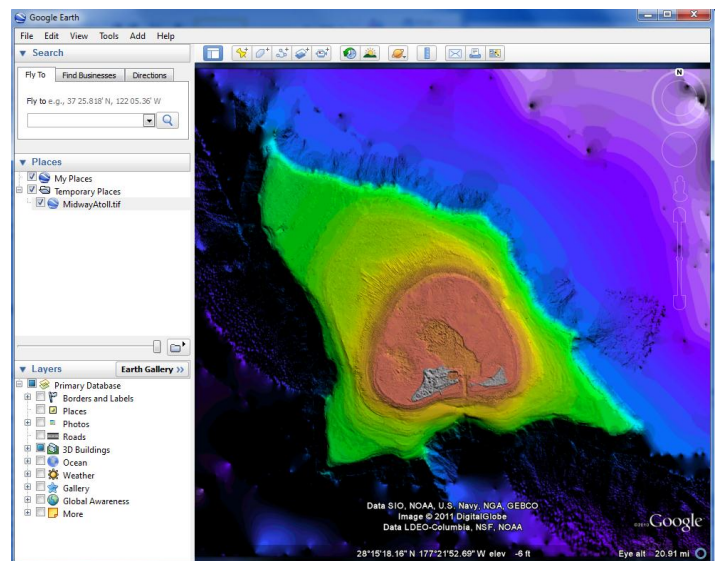 Google Earth
File Edit View Tools Add Help
Search
Fly To Find Businesses Directions
Fly to e.g., 37 25.818' N, 122 05.36' W
Places
My Places
Temporary Places
MidwayAtoll.tif
Layers Earth Gallery >>
Primary Database
Borders and Labels
Places
Photos
Roads
3D Buildings
Ocean
Weather
Gallery
Global Awareness
More
N
Data SIO, NOAA, U.S. Navy, NGA, GEBCO
Image © 2011 DigitalGlobe
Data LDEO-Columbia, NSF, NOAA
©2010 Google
28°15'18.16" N 177°21'52.69" W elev -6 ft Eye alt 20.91 mi